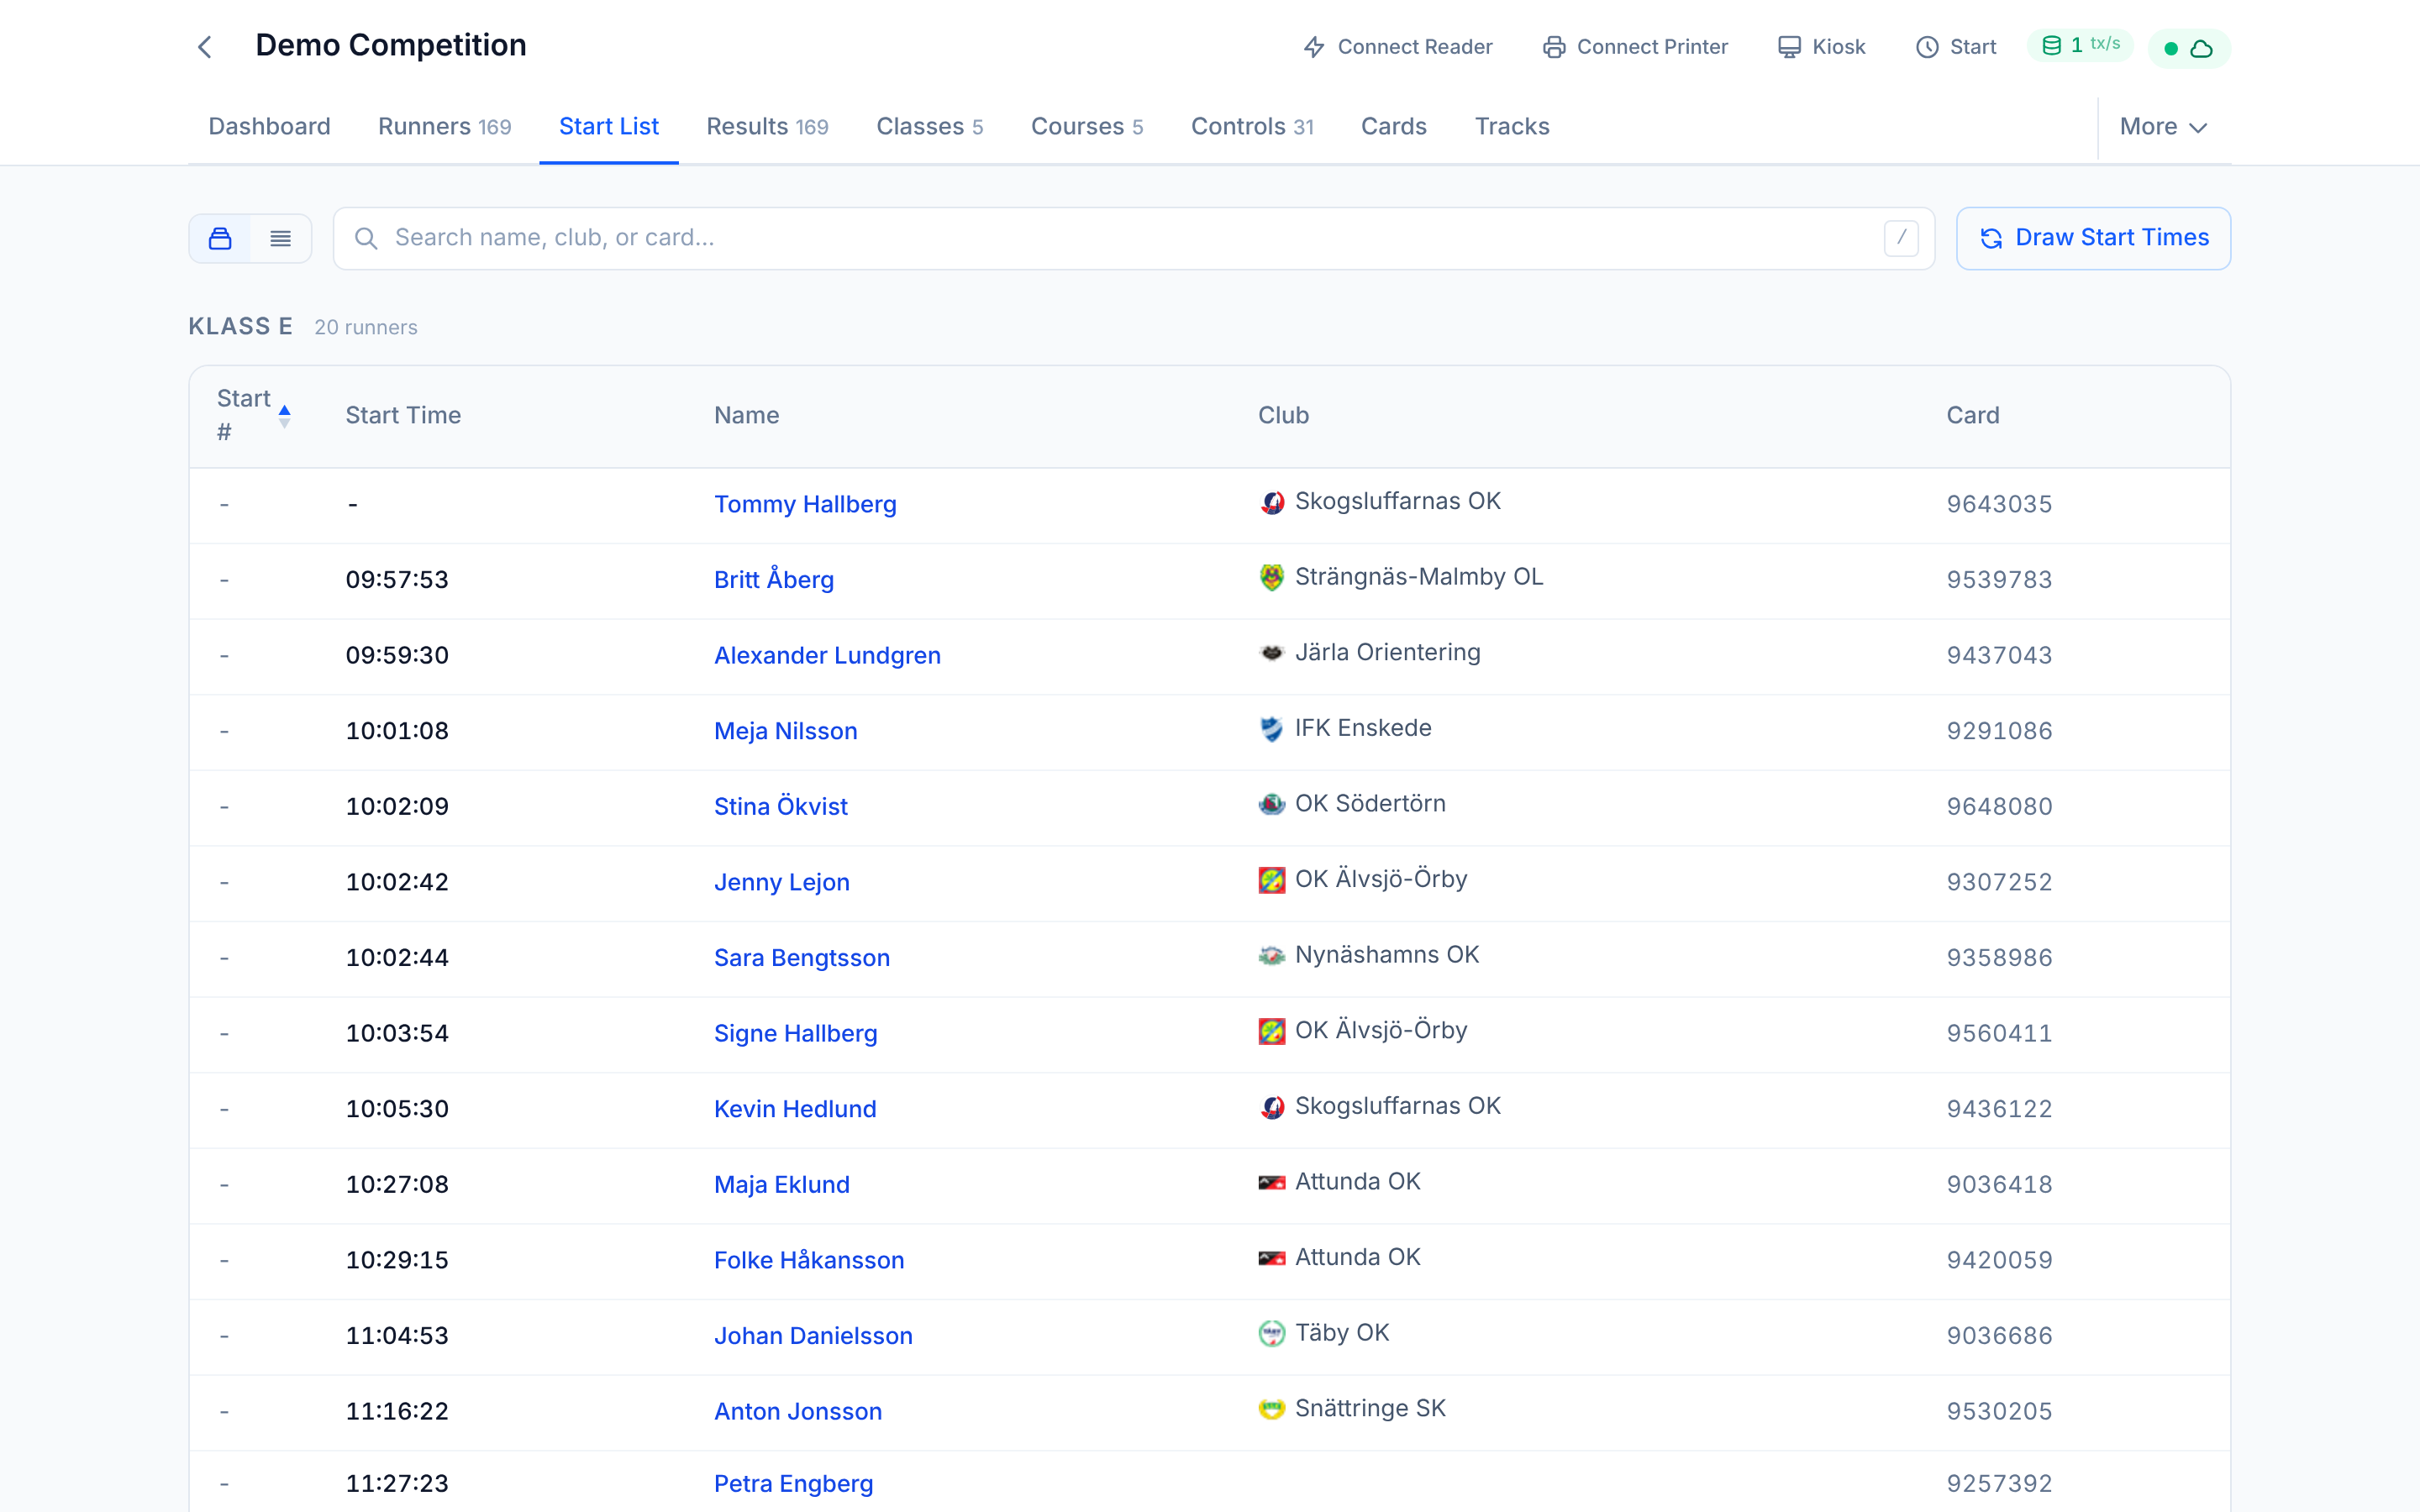 Demo Competition
Connect Reader
Connect Printer
Kiosk
Start
1 tx/s
Dashboard
Runners 169
Start List
Results 169
Classes 5
Courses 5
Controls 31
Cards
Tracks
More
Search name, club, or card...
/
Draw Start Times
KLASS E 20 runners
Start # Start Time Name Club Card
- - Tommy Hallberg Skogsluffarnas OK 9643035
- 09:57:53 Britt Åberg Strängnäs-Malmby OL 9539783
- 09:59:30 Alexander Lundgren Järla Orientering 9437043
- 10:01:08 Meja Nilsson IFK Enskede 9291086
- 10:02:09 Stina Ökvist OK Södertörn 9648080
- 10:02:42 Jenny Lejon OK Älvsjö-Örby 9307252
- 10:02:44 Sara Bengtsson Nynäshamns OK 9358986
- 10:03:54 Signe Hallberg OK Älvsjö-Örby 9560411
- 10:05:30 Kevin Hedlund Skogsluffarnas OK 9436122
- 10:27:08 Maja Eklund Attunda OK 9036418
- 10:29:15 Folke Håkansson Attunda OK 9420059
- 11:04:53 Johan Danielsson Täby OK 9036686
- 11:16:22 Anton Jonsson Snättringe SK 9530205
- 11:27:23 Petra Engberg 9257392